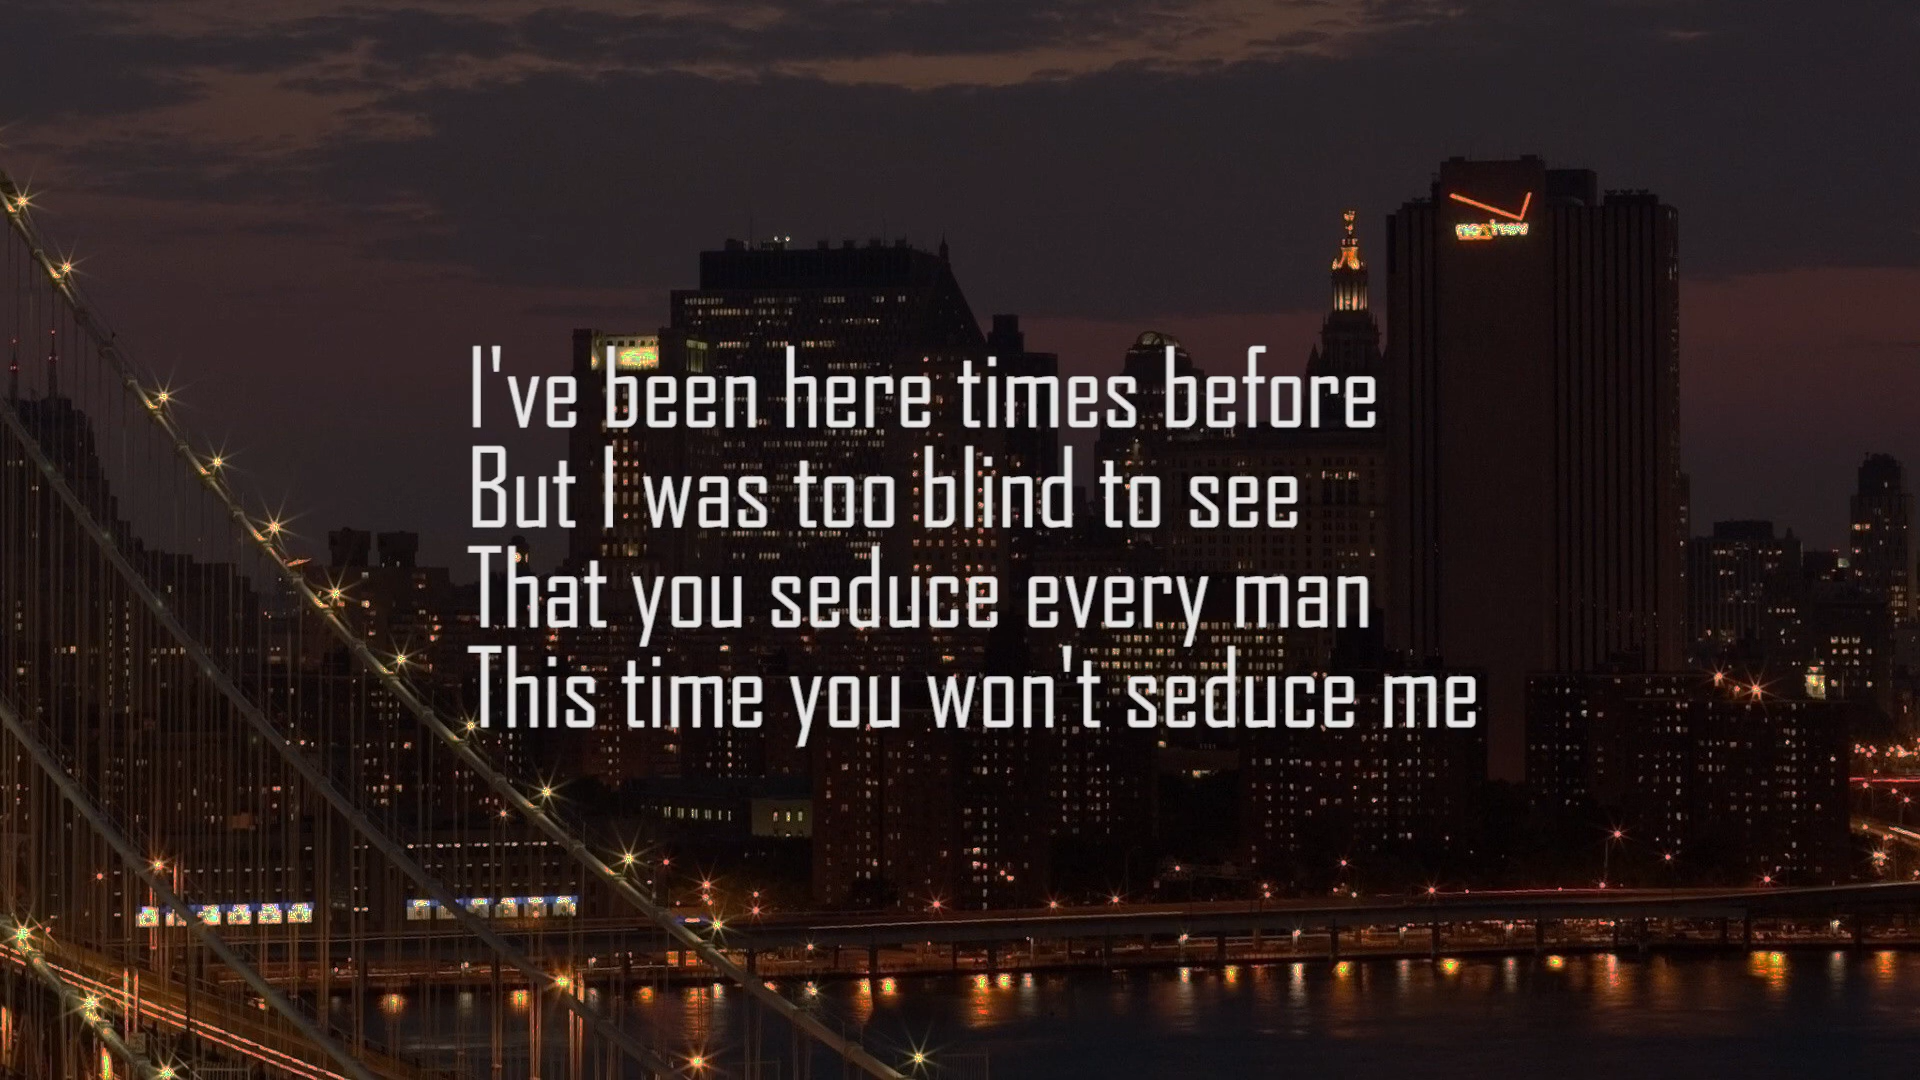 verizon
I've been here times before
But I was too blind to see
That you seduce every man
This time you won't seduce me